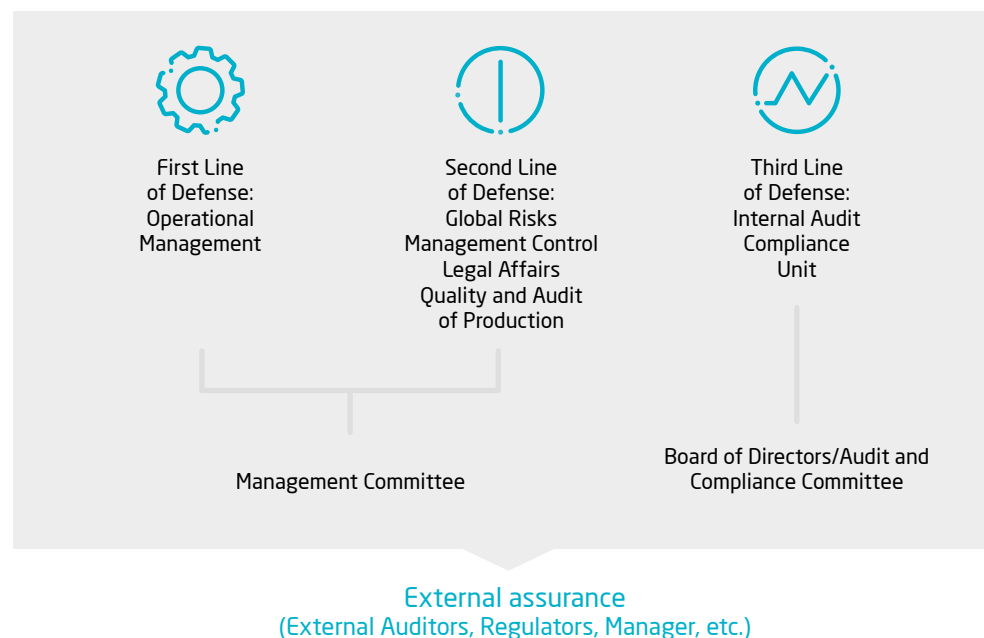 First Line
of Defense:
Operational
Management
Second Line
of Defense:
Global Risks
Management Control
Legal Affairs
Quality and Audit
of Production
Third Line
of Defense:
Internal Audit
Compliance
Unit
Management Committee
Board of Directors/Audit and
Compliance Committee
External assurance
(External Auditors, Regulators, Manager, etc.)